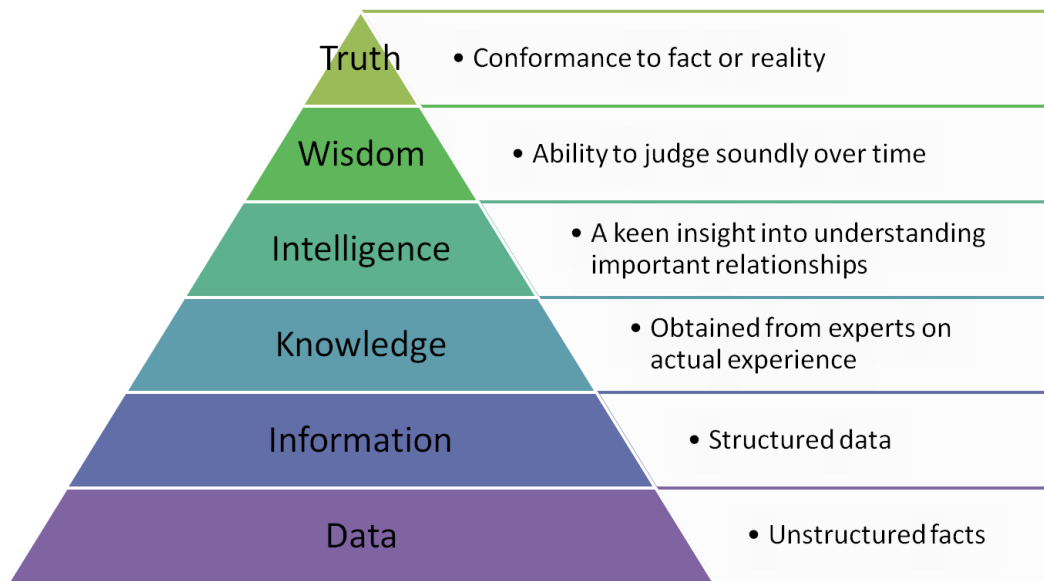 Truth
• Conformance to fact or reality
Wisdom
• Ability to judge soundly over time
Intelligence
• A keen insight into understanding
important relationships
Knowledge
• Obtained from experts on
actual experience
Information
• Structured data
Data
• Unstructured facts